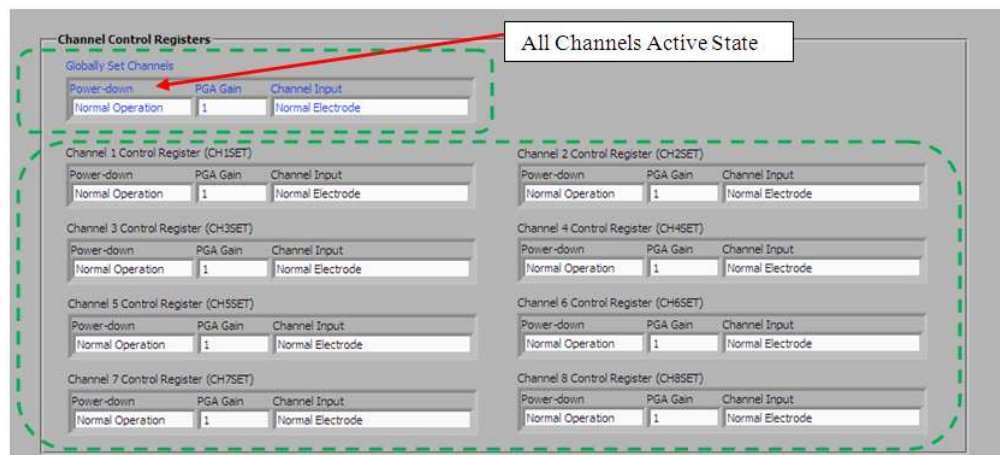 Channel Control Registers
All Channels Active State
Globally Set Channels
Power-down PGA Gain Channel Input
Normal Operation 1 Normal Electrode
Channel 1 Control Register (CH1SET) Channel 2 Control Register (CH2SET)
Power-down PGA Gain Channel Input Power-down PGA Gain Channel Input
Normal Operation 1 Normal Electrode Normal Operation 1 Normal Electrode
Channel 3 Control Register (CH3SET) Channel 4 Control Register (CH4SET)
Power-down PGA Gain Channel Input Power-down PGA Gain Channel Input
Normal Operation 1 Normal Electrode Normal Operation 1 Normal Electrode
Channel 5 Control Register (CH5SET) Channel 6 Control Register (CH6SET)
Power-down PGA Gain Channel Input Power-down PGA Gain Channel Input
Normal Operation 1 Normal Electrode Normal Operation 1 Normal Electrode
Channel 7 Control Register (CH7SET) Channel 8 Control Register (CH8SET)
Power-down PGA Gain Channel Input Power-down PGA Gain Channel Input
Normal Operation 1 Normal Electrode Normal Operation 1 Normal Electrode